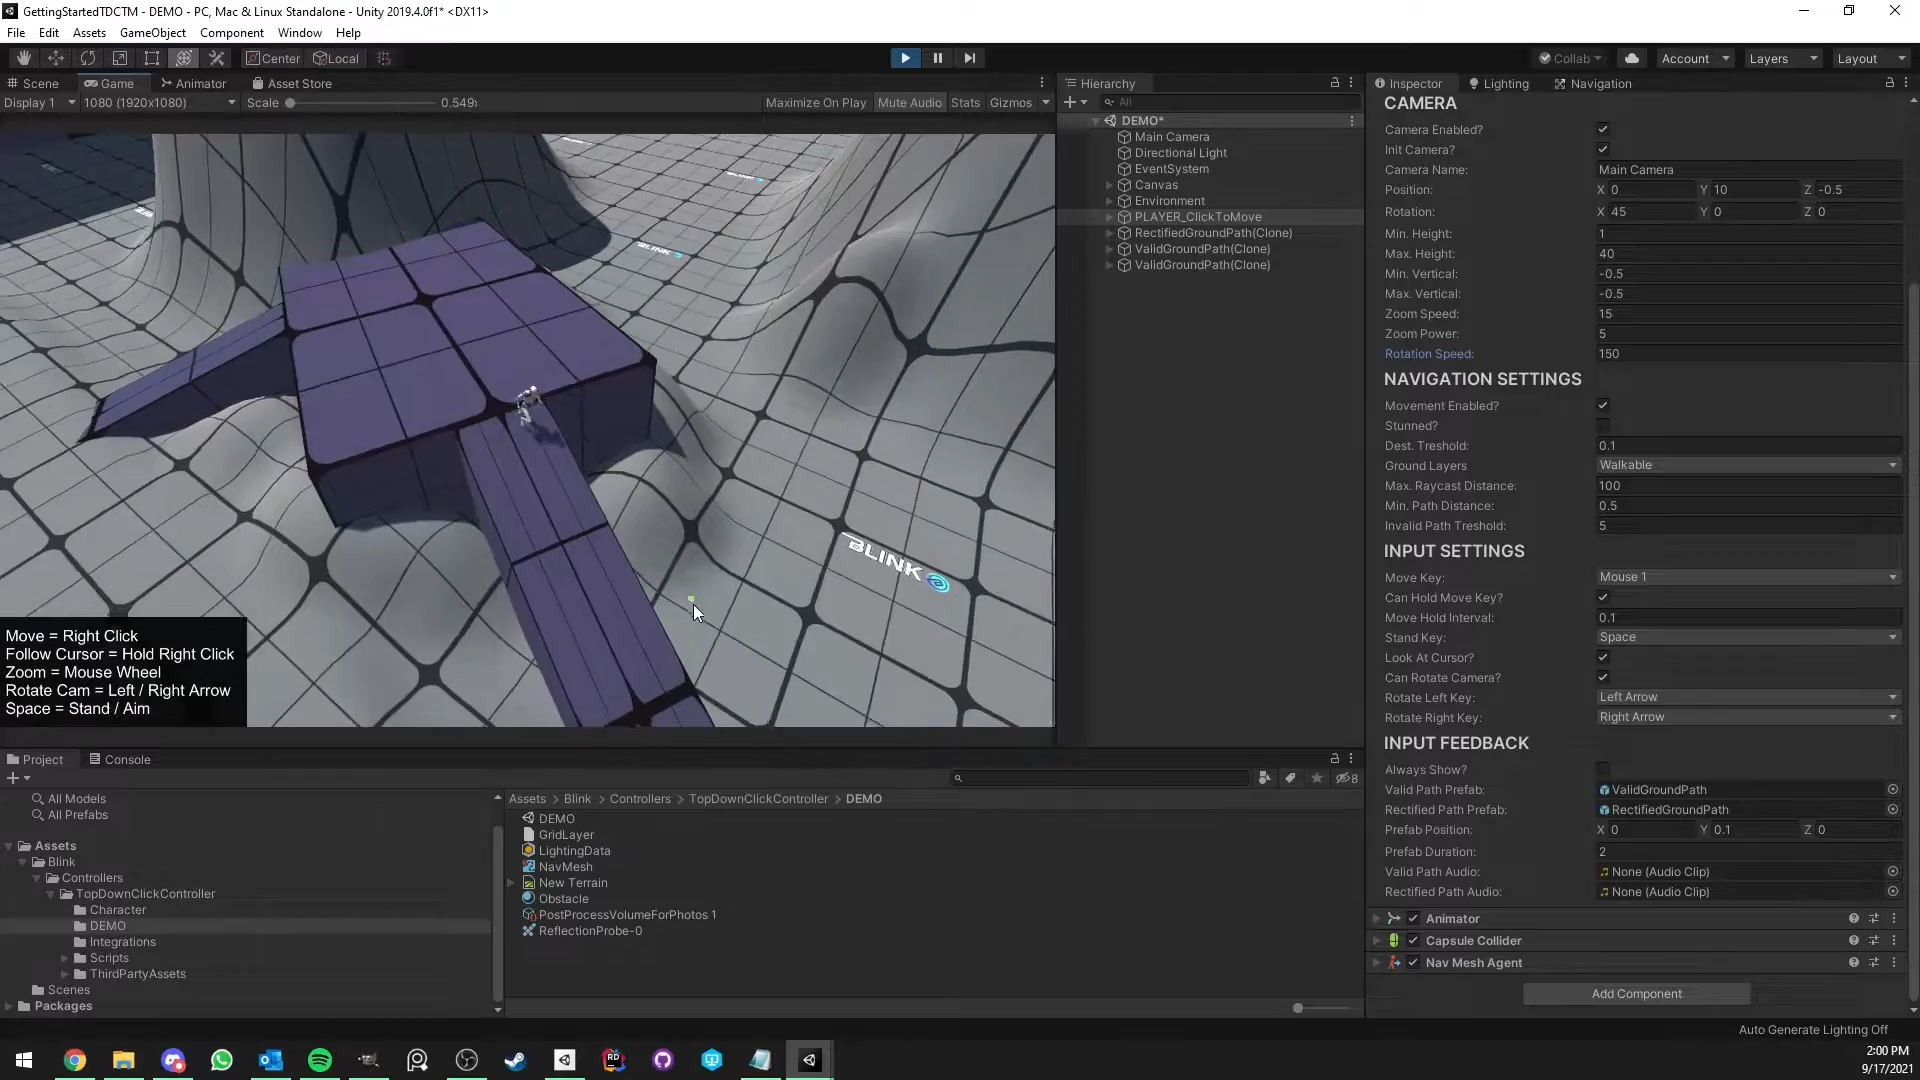 GettingStartedTDCTM - DEMO - PC, Mac & Linux Standalone - Unity 2019.4.0f1* <DX11>
File Edit Assets GameObject Component Window Help
Center Local Collab Account Layers Layout
Scene Game Animator Asset Store
Display 1 1080 (1920x1080) Scale 0.549x Maximize On Play Mute Audio Stats Gizmos
BLINK
BLINK
BLINK
Move = Right Click
Follow Cursor = Hold Right Click
Zoom = Mouse Wheel
Rotate Cam = Left / Right Arrow
Space = Stand / Aim
Hierarchy
All
DEMO*
Main Camera
Directional Light
EventSystem
Canvas
Environment
PLAYER_ClickToMove
RectifiedGroundPath(Clone)
ValidGroundPath(Clone)
ValidGroundPath(Clone)
Inspector Lighting Navigation
CAMERA
Camera Enabled?
Init Camera?
Camera Name: Main Camera
Position: X 0 Y 10 Z -0.5
Rotation: X 45 Y 0 Z 0
Min. Height: 1
Max. Height: 40
Min. Vertical: -0.5
Max. Vertical: -0.5
Zoom Speed: 15
Zoom Power: 5
Rotation Speed: 150
NAVIGATION SETTINGS
Movement Enabled?
Stunned?
Dest. Treshold: 0.1
Ground Layers Walkable
Max. Raycast Distance: 100
Min. Path Distance: 0.5
Invalid Path Treshold: 5
INPUT SETTINGS
Move Key: Mouse 1
Can Hold Move Key?
Move Hold Interval: 0.1
Stand Key: Space
Look At Cursor?
Can Rotate Camera?
Rotate Left Key: Left Arrow
Rotate Right Key: Right Arrow
INPUT FEEDBACK
Always Show?
Valid Path Prefab: ValidGroundPath
Rectified Path Prefab: RectifiedGroundPath
Prefab Position: X 0 Y 0.1 Z 0
Prefab Duration: 2
Valid Path Audio: None (Audio Clip)
Rectified Path Audio: None (Audio Clip)
Animator
Capsule Collider
Nav Mesh Agent
Add Component
Project Console
8
All Models
All Prefabs
Assets
Blink
Controllers
TopDownClickController
Character
DEMO
Integrations
Scripts
ThirdPartyAssets
Scenes
Packages
Assets > Blink > Controllers > TopDownClickController > DEMO
DEMO
GridLayer
LightingData
NavMesh
New Terrain
Obstacle
PostProcessVolumeForPhotos 1
ReflectionProbe-0
Auto Generate Lighting Off
2:00 PM
9/17/2021